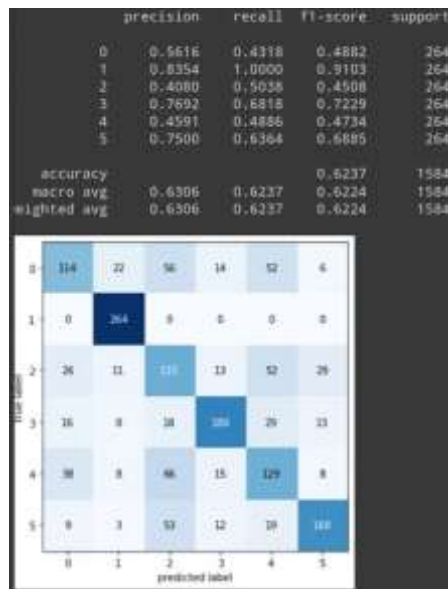 precision recall f1-score support
0 0.5616 0.4318 0.4882 264
1 0.8354 1.0000 0.9103 264
2 0.4080 0.5038 0.4508 264
3 0.7692 0.6818 0.7229 264
4 0.4591 0.4886 0.4734 264
5 0.7500 0.6364 0.6885 264
accuracy 0.6237 1584
macro avg 0.6306 0.6237 0.6224 1584
eighted avg 0.6306 0.6237 0.6224 1584
0 114 22 56 14 52 6
1 0 264 0 0 0 0
2 26 11 133 13 52 29
true label
3 16 8 18 180 29 13
4 38 8 66 15 129 8
5 9 3 53 12 19 168
0 1 2 3 4 5
predicted label